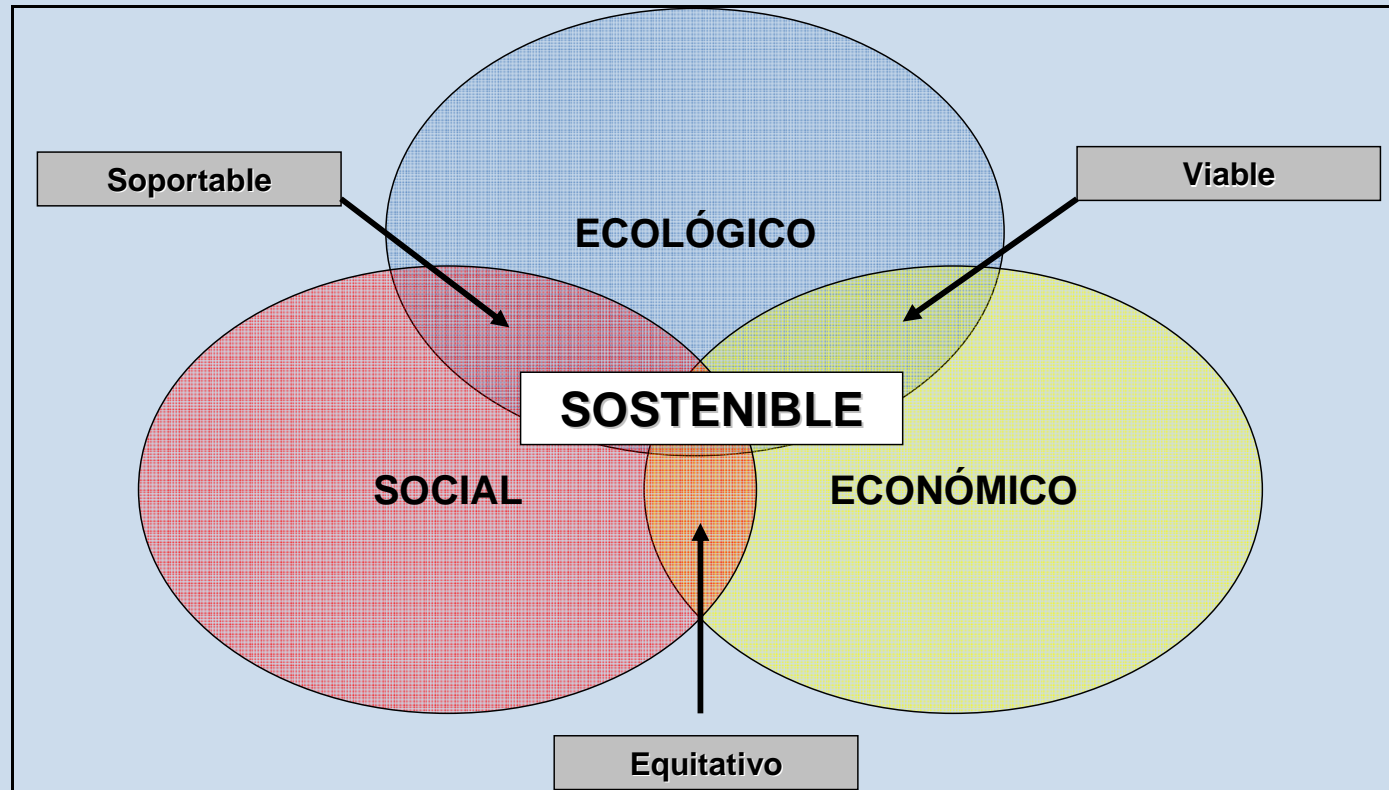 Soportable
Viable
ECOLÓGICO
SOSTENIBLE
SOCIAL
ECONÓMICO
Equitativo